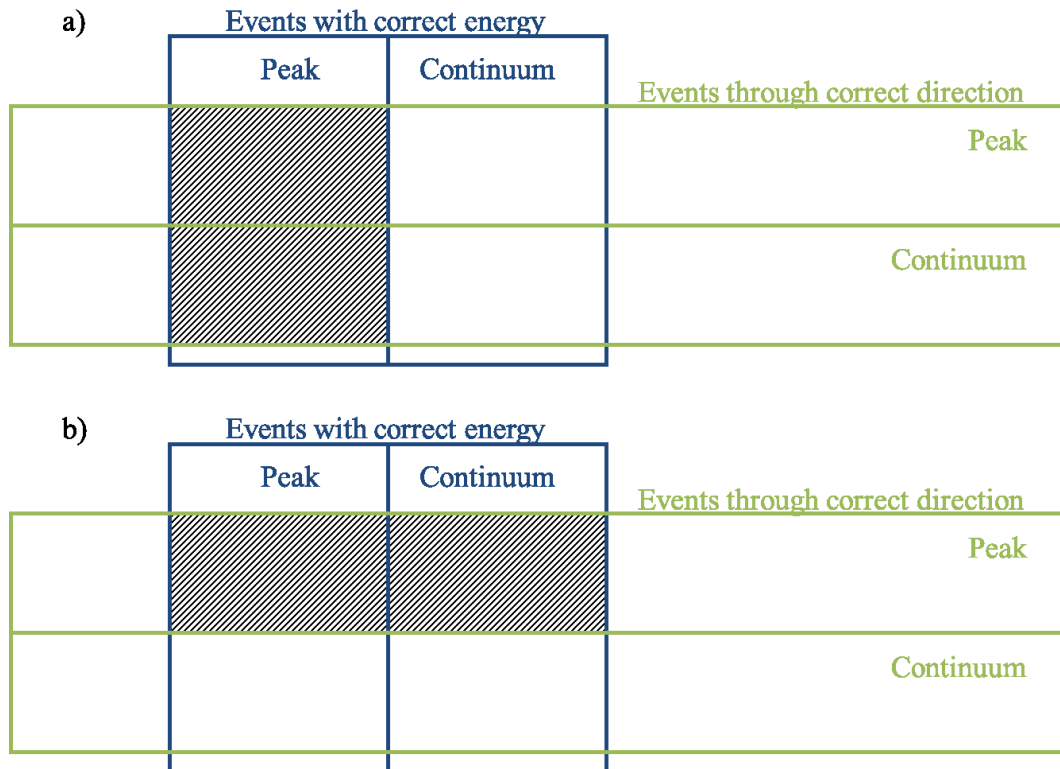 a)
Events with correct energy
Peak Continuum
Events through correct direction
Peak
Continuum
b)
Events with correct energy
Peak Continuum
Events through correct direction
Peak
Continuum